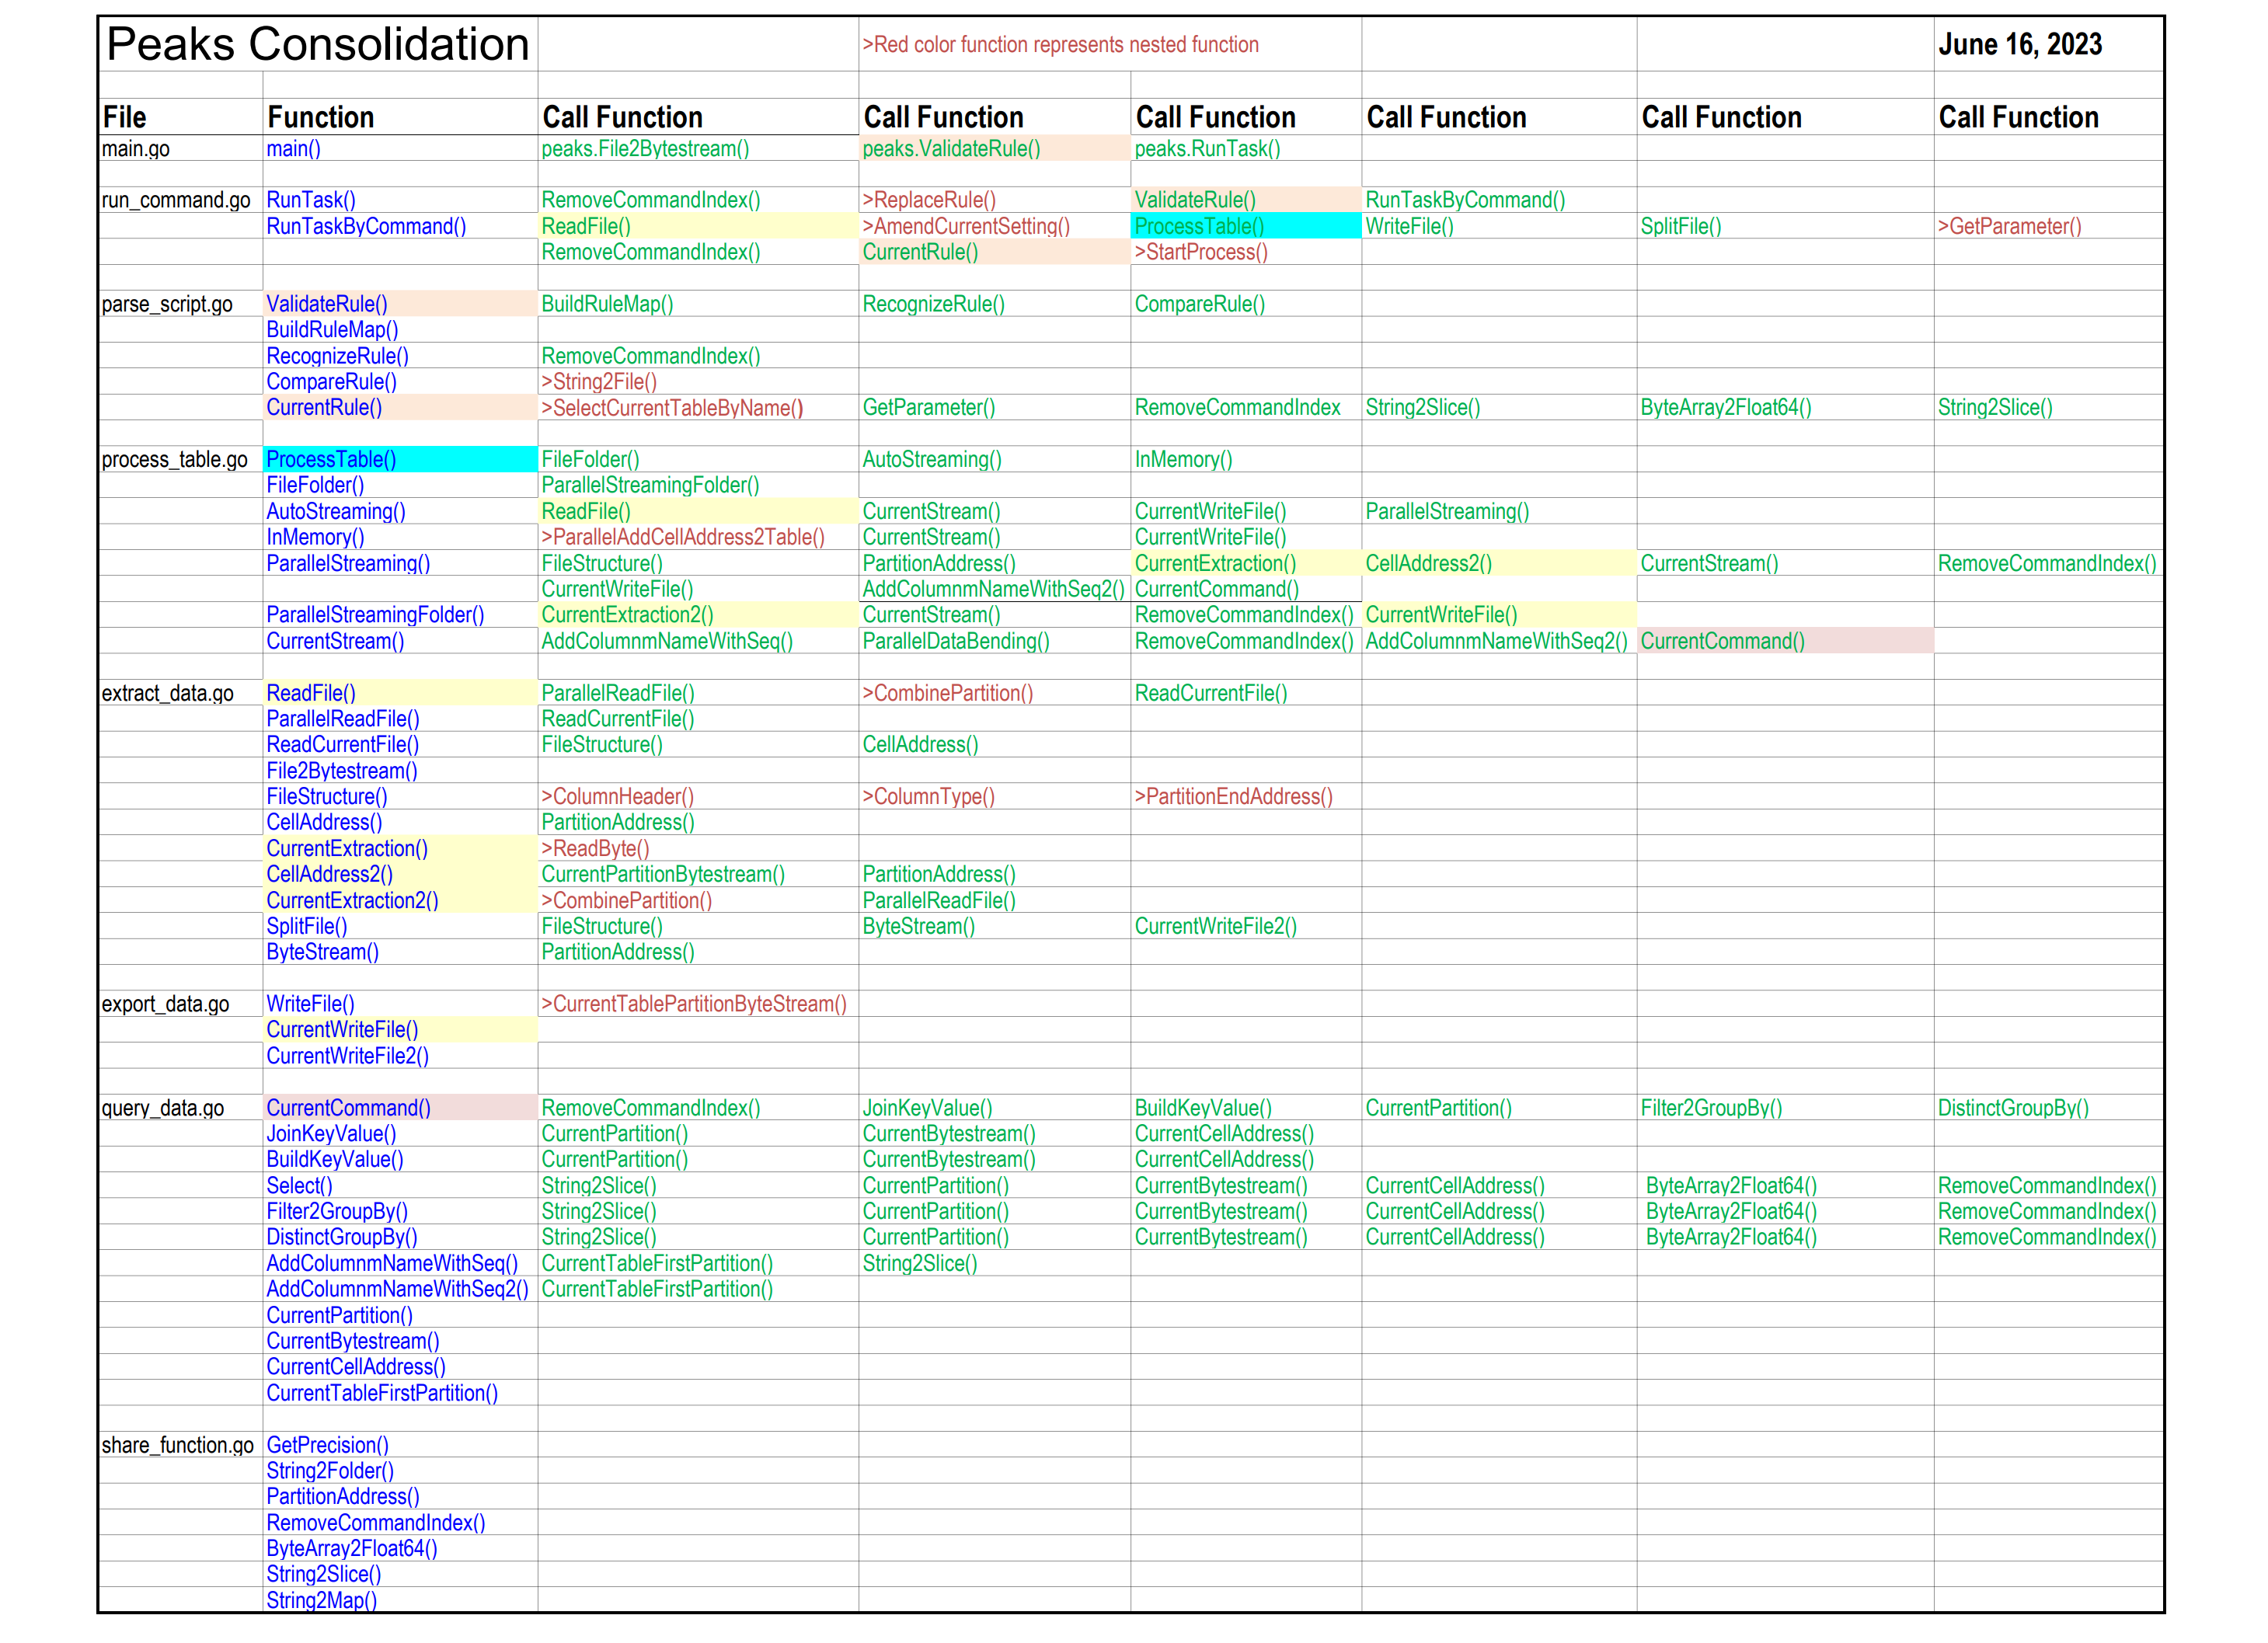 Peaks Consolidation >Red color function represents nested function June 16, 2023
File Function Call Function Call Function Call Function Call Function Call Function Call Function
main.go main() peaks.File2Bytestream() peaks.ValidateRule() peaks.RunTask()
run_command.go RunTask() RemoveCommandIndex() >ReplaceRule() ValidateRule() RunTaskByCommand()
RunTaskByCommand() ReadFile() >AmendCurrentSetting() ProcessTable() WriteFile() SplitFile() >GetParameter()
RemoveCommandIndex() CurrentRule() >StartProcess()
parse_script.go ValidateRule() BuildRuleMap() RecognizeRule() CompareRule()
BuildRuleMap()
RecognizeRule() RemoveCommandIndex()
CompareRule() >String2File()
CurrentRule() >SelectCurrentTableByName() GetParameter() RemoveCommandIndex String2Slice() ByteArray2Float64() String2Slice()
process_table.go ProcessTable() FileFolder() AutoStreaming() InMemory()
FileFolder() ParallelStreamingFolder()
AutoStreaming() ReadFile() CurrentStream() CurrentWriteFile() ParallelStreaming()
InMemory() >ParallelAddCellAddress2Table() CurrentStream() CurrentWriteFile()
ParallelStreaming() FileStructure() PartitionAddress() CurrentExtraction() CellAddress2() CurrentStream() RemoveCommandIndex()
CurrentWriteFile() AddColumnmNameWithSeq2() CurrentCommand()
ParallelStreamingFolder() CurrentExtraction2() CurrentStream() RemoveCommandIndex() CurrentWriteFile()
CurrentStream() AddColumnmNameWithSeq() ParallelDataBending() RemoveCommandIndex() AddColumnmNameWithSeq2() CurrentCommand()
extract_data.go ReadFile() ParallelReadFile() >CombinePartition() ReadCurrentFile()
ParallelReadFile() ReadCurrentFile()
ReadCurrentFile() FileStructure() CellAddress()
File2Bytestream()
FileStructure() >ColumnHeader() >ColumnType() >PartitionEndAddress()
CellAddress() PartitionAddress()
CurrentExtraction() >ReadByte()
CellAddress2() CurrentPartitionBytestream() PartitionAddress()
CurrentExtraction2() >CombinePartition() ParallelReadFile()
SplitFile() FileStructure() ByteStream() CurrentWriteFile2()
ByteStream() PartitionAddress()
export_data.go WriteFile() >CurrentTablePartitionByteStream()
CurrentWriteFile()
CurrentWriteFile2()
query_data.go CurrentCommand() RemoveCommandIndex() JoinKeyValue() BuildKeyValue() CurrentPartition() Filter2GroupBy() DistinctGroupBy()
JoinKeyValue() CurrentPartition() CurrentBytestream() CurrentCellAddress()
BuildKeyValue() CurrentPartition() CurrentBytestream() CurrentCellAddress()
Select() String2Slice() CurrentPartition() CurrentBytestream() CurrentCellAddress() ByteArray2Float64() RemoveCommandIndex()
Filter2GroupBy() String2Slice() CurrentPartition() CurrentBytestream() CurrentCellAddress() ByteArray2Float64() RemoveCommandIndex()
DistinctGroupBy() String2Slice() CurrentPartition() CurrentBytestream() CurrentCellAddress() ByteArray2Float64() RemoveCommandIndex()
AddColumnmNameWithSeq() CurrentTableFirstPartition() String2Slice()
AddColumnmNameWithSeq2() CurrentTableFirstPartition()
CurrentPartition()
CurrentBytestream()
CurrentCellAddress()
CurrentTableFirstPartition()
share_function.go GetPrecision()
String2Folder()
PartitionAddress()
RemoveCommandIndex()
ByteArray2Float64()
String2Slice()
String2Map()